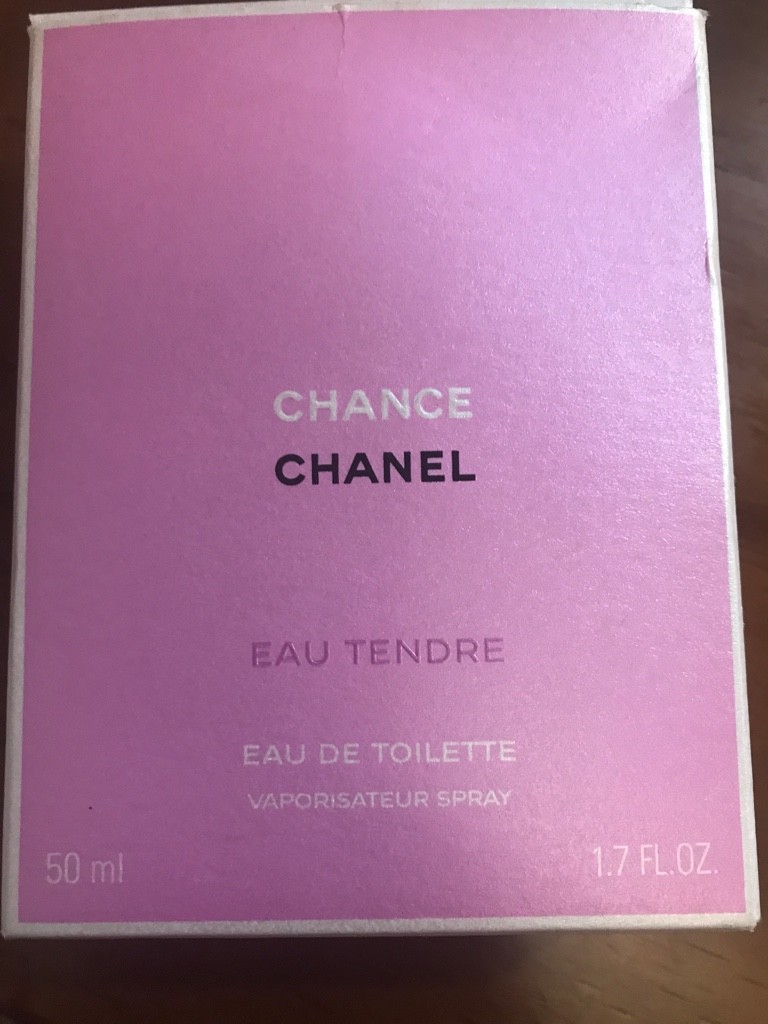 CHANCE
CHANEL
EAU TENDRE
EAU DE TOILETTE
VAPORISATEUR SPRAY
50 ml 1.7 FL.OZ.